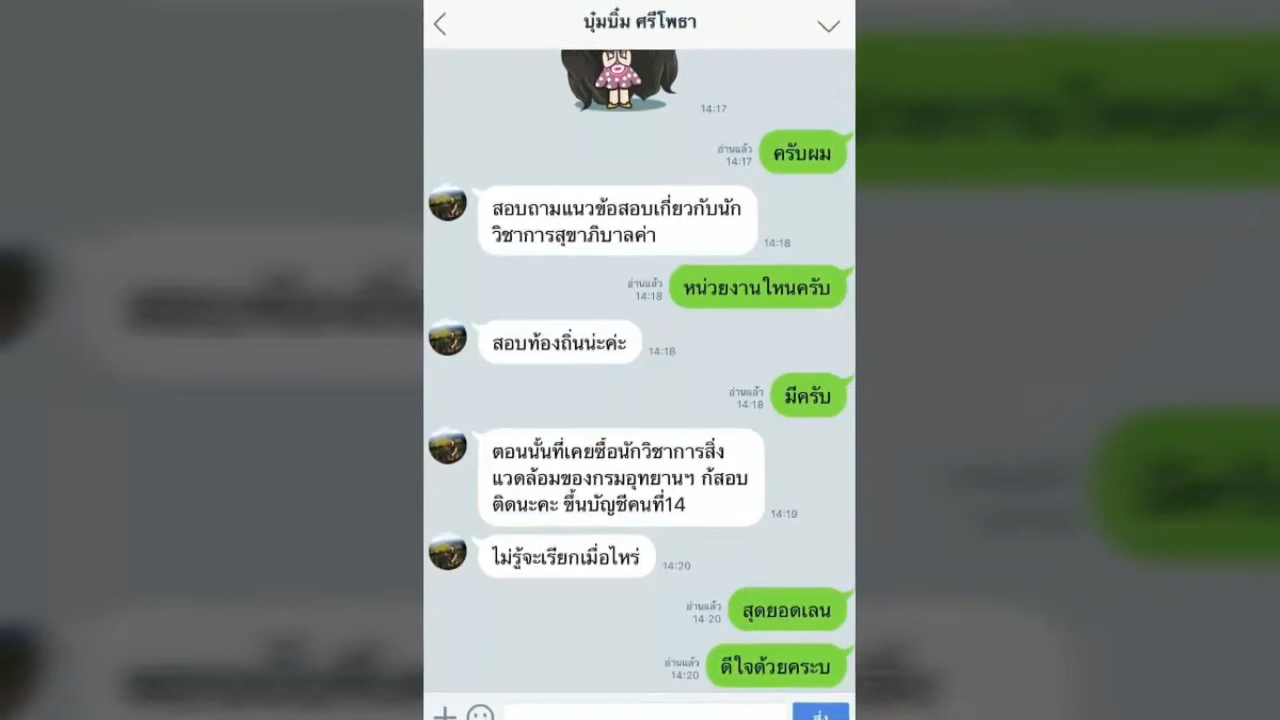 บุ๋มบิ๋ม ศรีโพธา
14:17
ครับผม
อ่านแล้ว
14:17
สอบถามแนวข้อสอบเกี่ยวกับนัก
วิชาการสุขาภิบาลค่า
14:18
หน่วยงานใหนครับ
อ่านแล้ว
14:18
สอบท้องถิ่นน่ะค่ะ
14:18
มีครับ
อ่านแล้ว
14:18
ตอนนั้นที่เคยซื้อนักวิชาการสิ่ง
แวดล้อมของกรมอุทยานฯ ก้สอบ
ติดนะคะ ขึ้นบัญชีคนที่14
14:19
ไม่รู้จะเรียกเมื่อไหร่
14:20
สุดยอดเลน
อ่านแล้ว
14:20
ดีใจด้วยคระบ
อ่านแล้ว
14:20